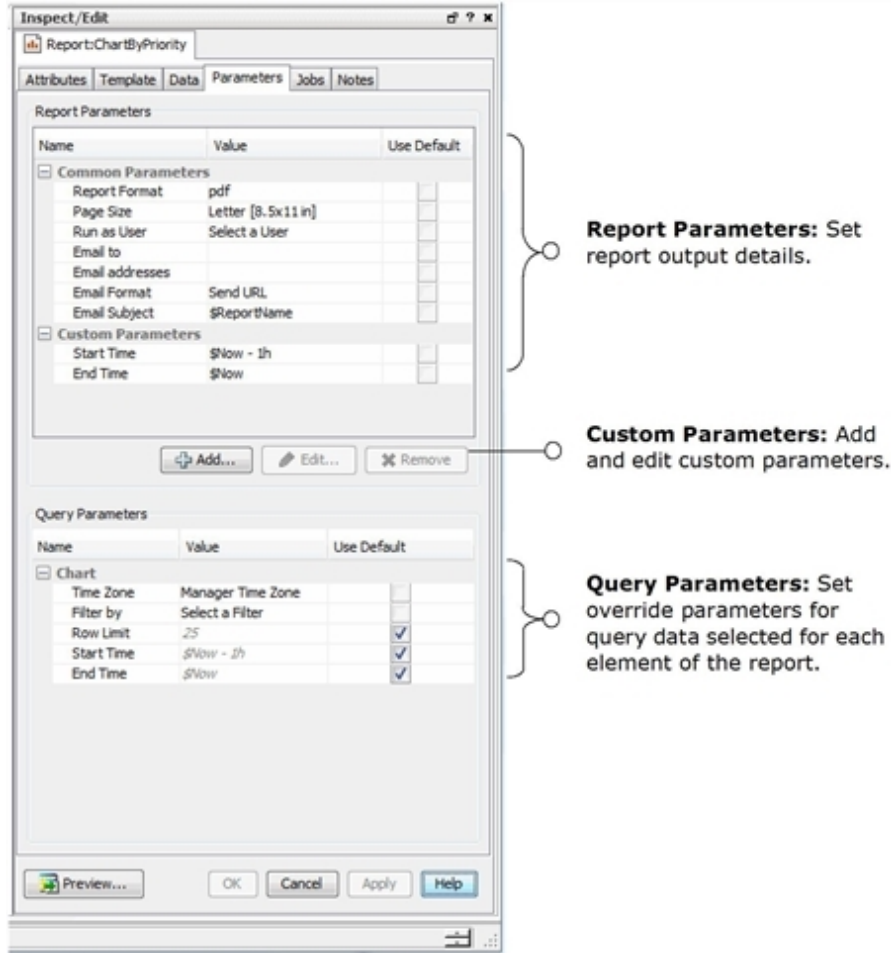 Inspect/Edit
Report:ChartByPriority
Attributes Template Data Parameters Jobs Notes
Report Parameters
Name Value Use Default
Common Parameters
Report Format pdf
Page Size Letter [8.5x11 in]
Run as User Select a User
Email to
Email addresses
Email Format Send URL
Email Subject $ReportName
Custom Parameters
Start Time $Now - 1h
End Time $Now
Add... Edit... Remove
Query Parameters
Name Value Use Default
Chart
Time Zone Manager Time Zone
Filter by Select a Filter
Row Limit 25
Start Time $Now - 1h
End Time $Now
Preview... OK Cancel Apply Help
Report Parameters: Set
report output details.
Custom Parameters: Add
and edit custom parameters.
Query Parameters: Set
override parameters for
query data selected for each
element of the report.